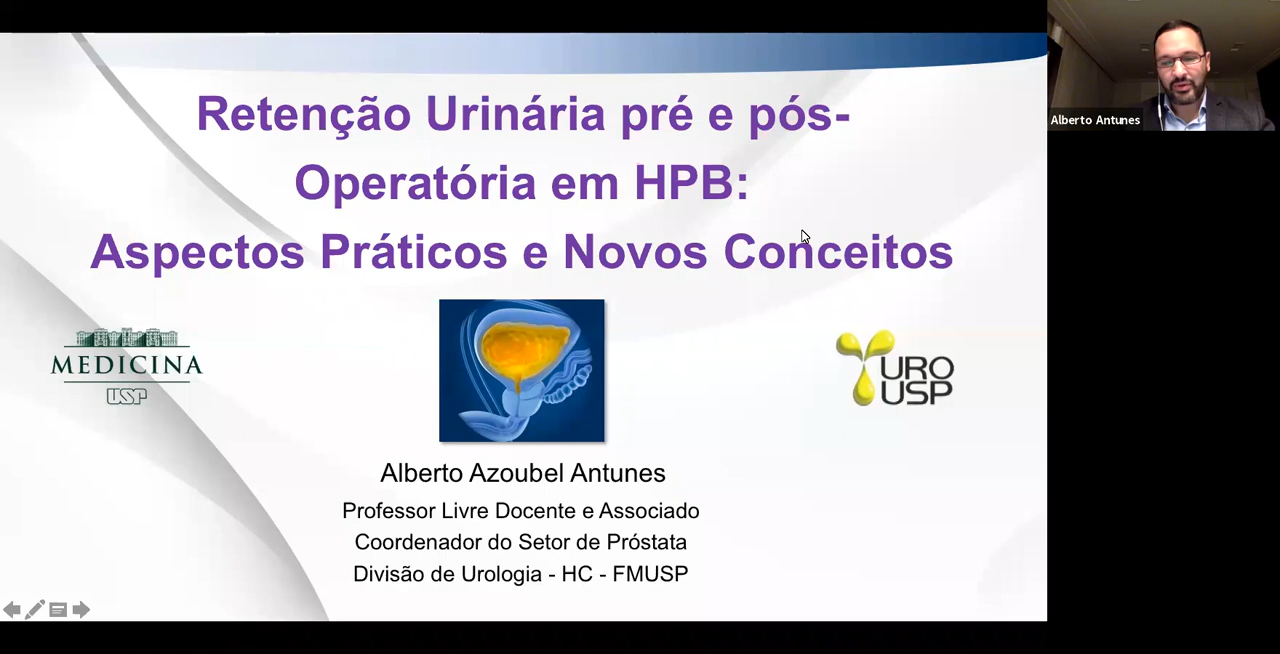 Retenção Urinária pré e pós-
Operatória em HPB:
Aspectos Práticos e Novos Conceitos
MEDICINA
USP
URO
USP
Alberto Azoubel Antunes
Professor Livre Docente e Associado
Coordenador do Setor de Próstata
Divisão de Urologia - HC - FMUSP
Alberto Antunes